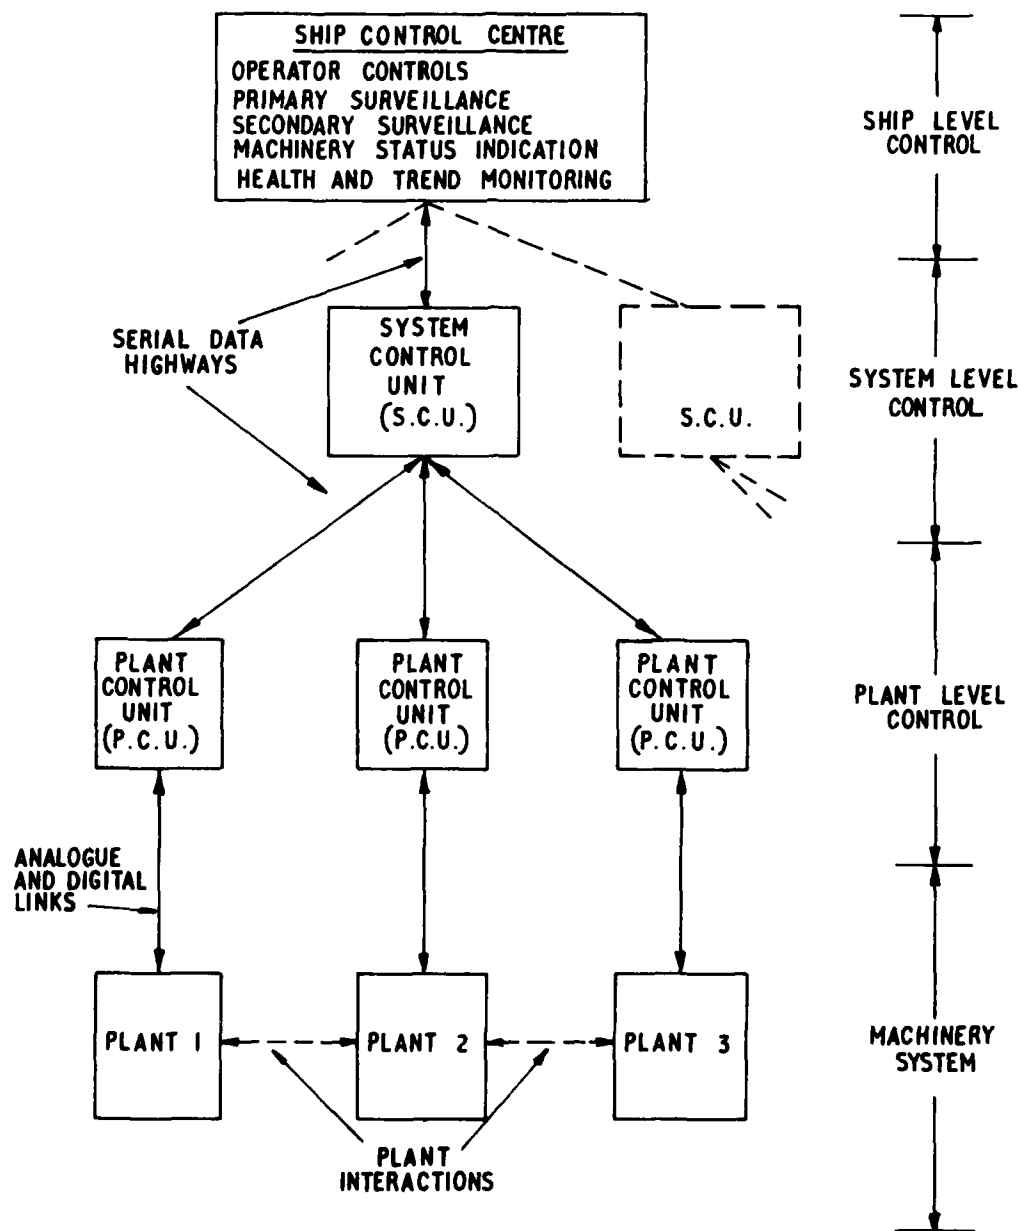 SHIP CONTROL CENTRE
OPERATOR CONTROLS
PRIMARY SURVEILLANCE
SECONDARY SURVEILLANCE
MACHINERY STATUS INDICATION
HEALTH AND TREND MONITORING
SHIP LEVEL
CONTROL
SERIAL DATA
HIGHWAYS
SYSTEM
CONTROL
UNIT
(S.C.U.)
S.C.U.
SYSTEM LEVEL
CONTROL
PLANT
CONTROL
UNIT
(P.C.U.)
PLANT
CONTROL
UNIT
(P.C.U.)
PLANT
CONTROL
UNIT
(P.C.U.)
PLANT LEVEL
CONTROL
ANALOGUE
AND DIGITAL
LINKS
PLANT 1
PLANT 2
PLANT 3
MACHINERY
SYSTEM
PLANT
INTERACTIONS